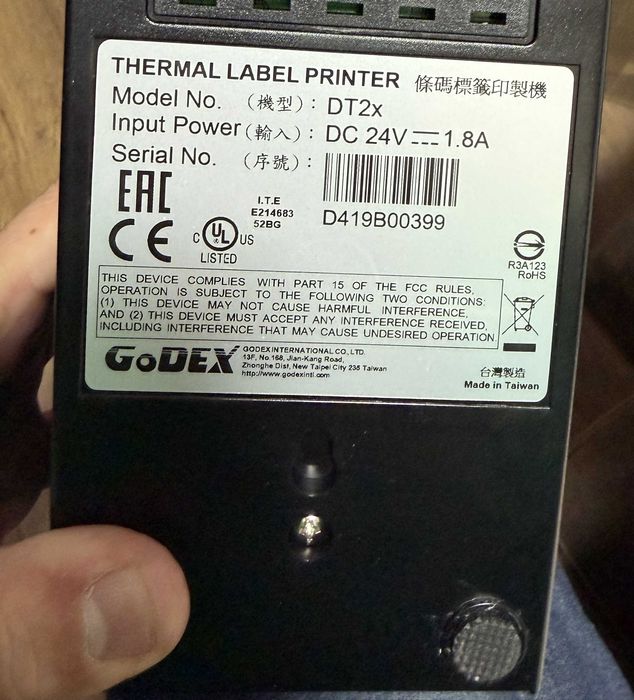 THERMAL LABEL PRINTER 條碼標籤印製機
Model No. (機型): DT2x
Input Power (輸入): DC 24V⎓1.8A
Serial No. (序號):
D419B00399
EAC
CE
C UL US
LISTED
I.T.E
E214683
52BG
R3A123
RoHS
THIS DEVICE COMPLIES WITH PART 15 OF THE FCC RULES,
OPERATION IS SUBJECT TO THE FOLLOWING TWO CONDITIONS:
(1) THIS DEVICE MAY NOT CAUSE HARMFUL INTERFERENCE,
AND (2) THIS DEVICE MUST ACCEPT ANY INTERFERENCE RECEIVED,
INCLUDING INTERFERENCE THAT MAY CAUSE UNDESIRED OPERATION
GoDEX
GODEX INTERNATIONAL CO., LTD.
13F, No.168, Jian-Kang Road,
Zhonghe Dist, New Taipei City 235 Taiwan
http://www.godexintl.com
台灣製造
Made in Taiwan